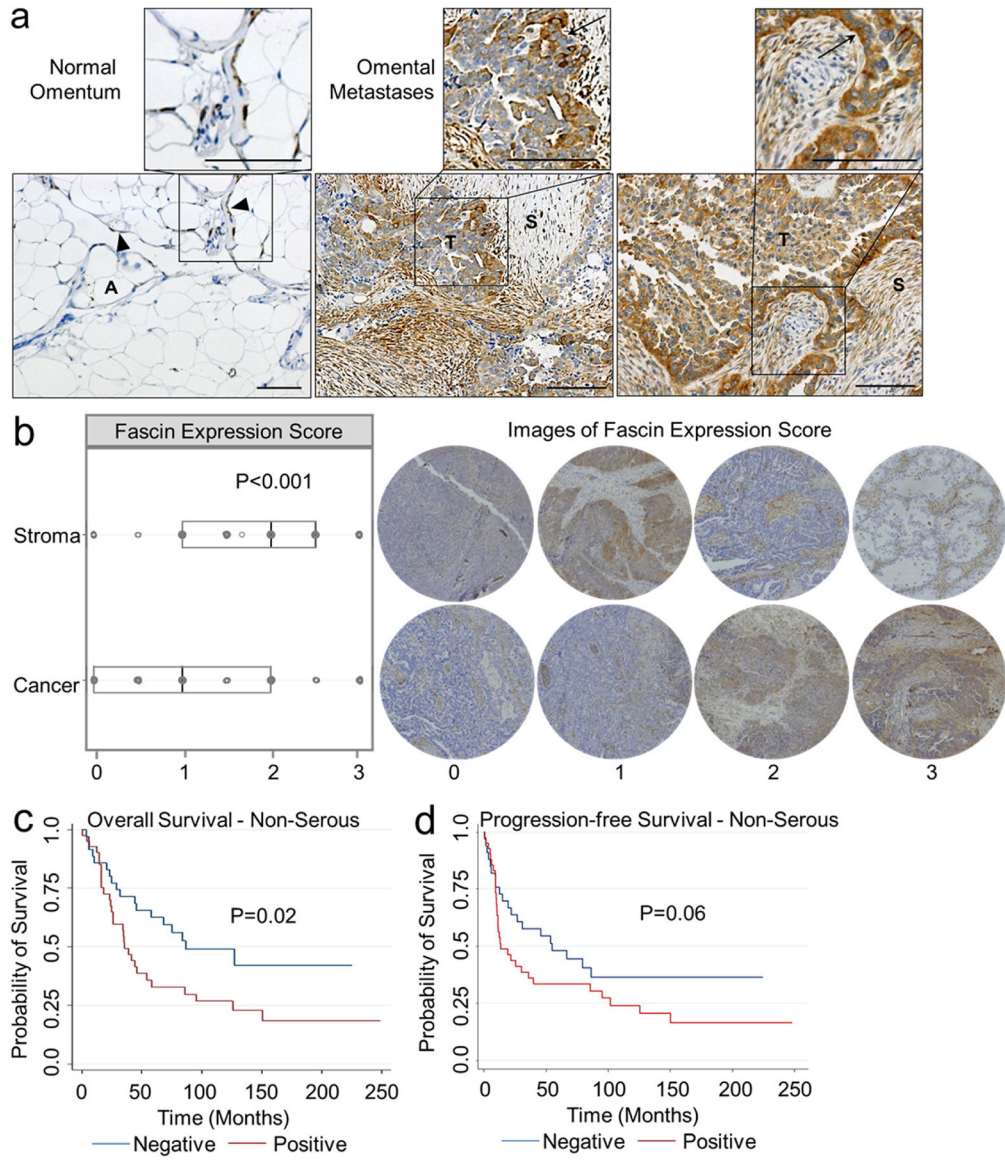 a
Normal
Omentum
Omental
Metastases
A
T
S
T
S
b
Fascin Expression Score
P<0.001
Stroma
Cancer
0 1 2 3
Images of Fascin Expression Score
0 1 2 3
c
Overall Survival - Non-Serous
Probability of Survival
1.0
0.75
0.5
0.25
0.0
P=0.02
0 50 100 150 200 250
Time (Months)
Negative Positive
d
Progression-free Survival - Non-Serous
Probability of Survival
1.0
0.75
0.5
0.25
0.0
P=0.06
0 50 100 150 200 250
Time (Months)
Negative Positive